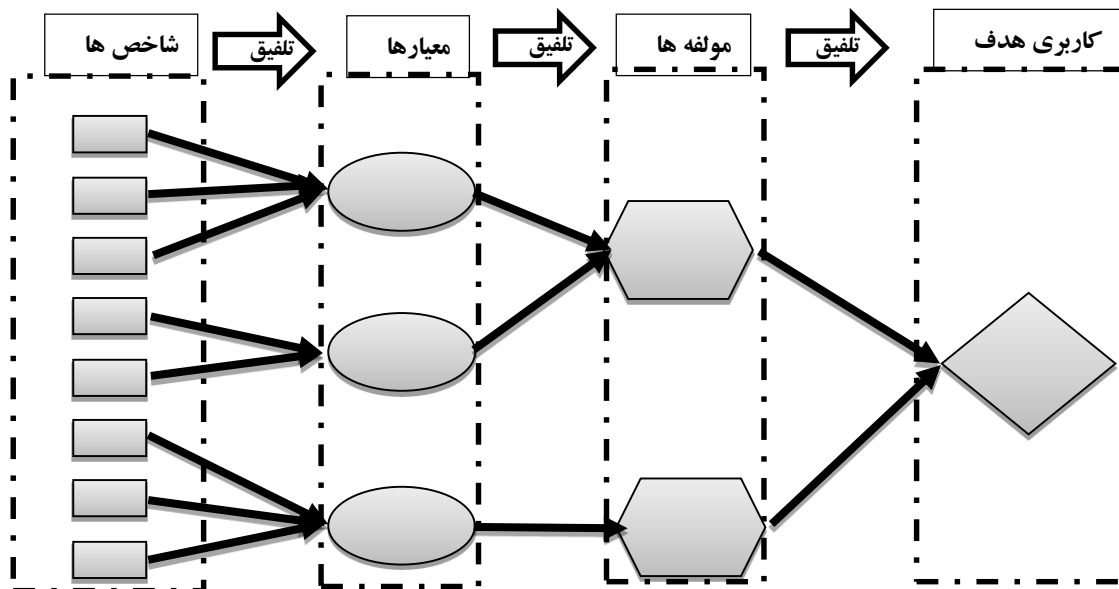 شاخص ها
تلفیق
معیارها
تلفیق
مولفه ها
تلفیق
کاربری هدف